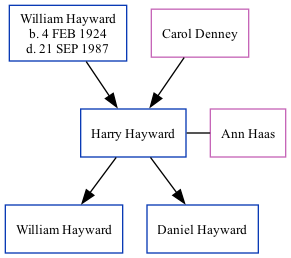 William Hayward
b. 4 FEB 1924
d. 21 SEP 1987
Carol Denney
Harry Hayward
Ann Haas
William Hayward
Daniel Hayward